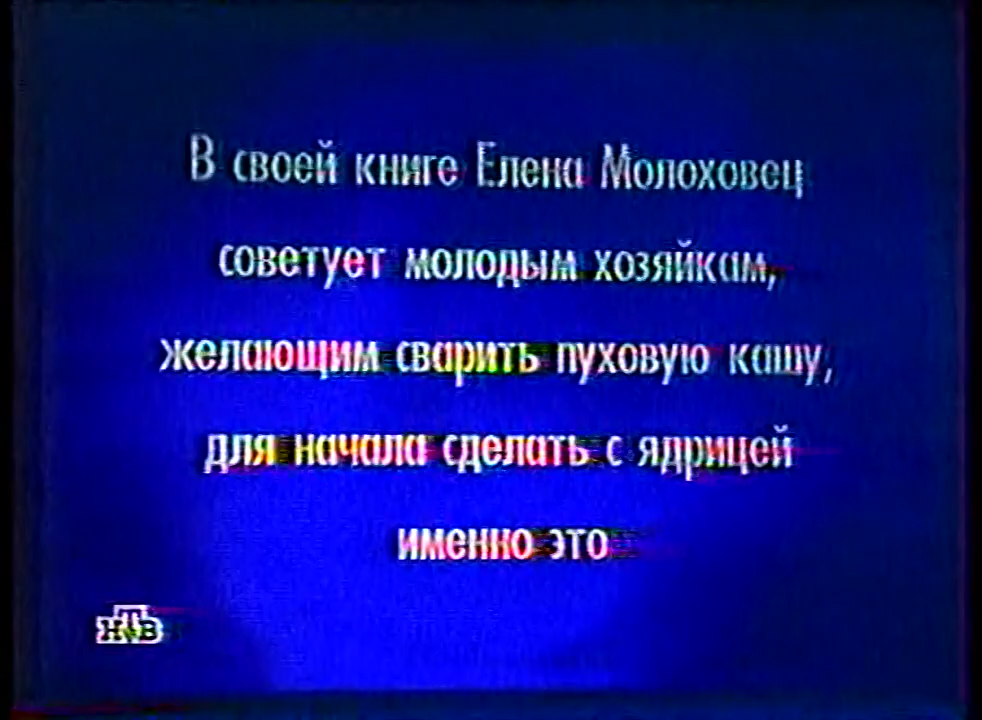 В своей книге Елена Молоховец
советует молодым хозяйкам,
желающим сварить пуховую кашу,
для начала сделать с ядрицей
именно это
НТВ